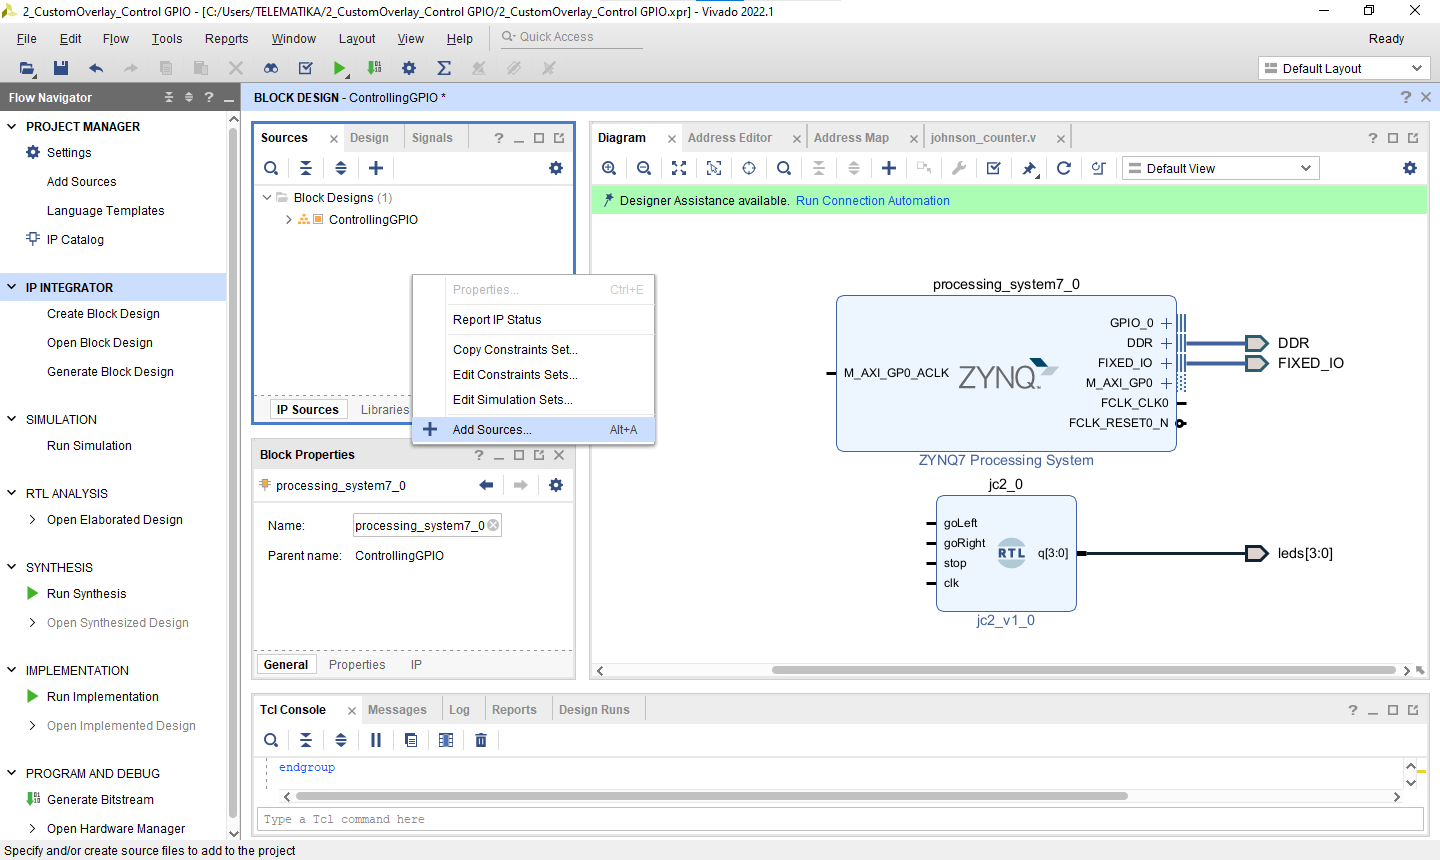 2_CustomOverlay_Control GPIO - [C:/Users/TELEMATIKA/2_CustomOverlay_Control GPIO/2_CustomOverlay_Control GPIO.xpr] - Vivado 2022.1
File Edit Flow Tools Reports Window Layout View Help Quick Access Ready
Default Layout
Flow Navigator
PROJECT MANAGER
Settings
Add Sources
Language Templates
IP Catalog
IP INTEGRATOR
Create Block Design
Open Block Design
Generate Block Design
SIMULATION
Run Simulation
RTL ANALYSIS
Open Elaborated Design
SYNTHESIS
Run Synthesis
Open Synthesized Design
IMPLEMENTATION
Run Implementation
Open Implemented Design
PROGRAM AND DEBUG
Generate Bitstream
Open Hardware Manager
BLOCK DESIGN - ControllingGPIO *
Sources Design Signals
Block Designs (1)
ControllingGPIO
IP Sources Libraries
Properties... Ctrl+E
Report IP Status
Copy Constraints Set...
Edit Constraints Sets...
Edit Simulation Sets...
Add Sources... Alt+A
Block Properties
processing_system7_0
Name: processing_system7_0
Parent name: ControllingGPIO
General Properties IP
Diagram Address Editor Address Map johnson_counter.v
Default View
Designer Assistance available. Run Connection Automation
processing_system7_0
GPIO_0
DDR
FIXED_IO
M_AXI_GP0_ACLK
ZYNQ
M_AXI_GP0
FCLK_CLK0
FCLK_RESET0_N
ZYNQ7 Processing System
DDR
FIXED_IO
jc2_0
goLeft
goRight
stop
clk
RTL
q[3:0]
jc2_v1_0
leds[3:0]
Tcl Console Messages Log Reports Design Runs
endgroup
Type a Tcl command here
Specify and/or create source files to add to the project